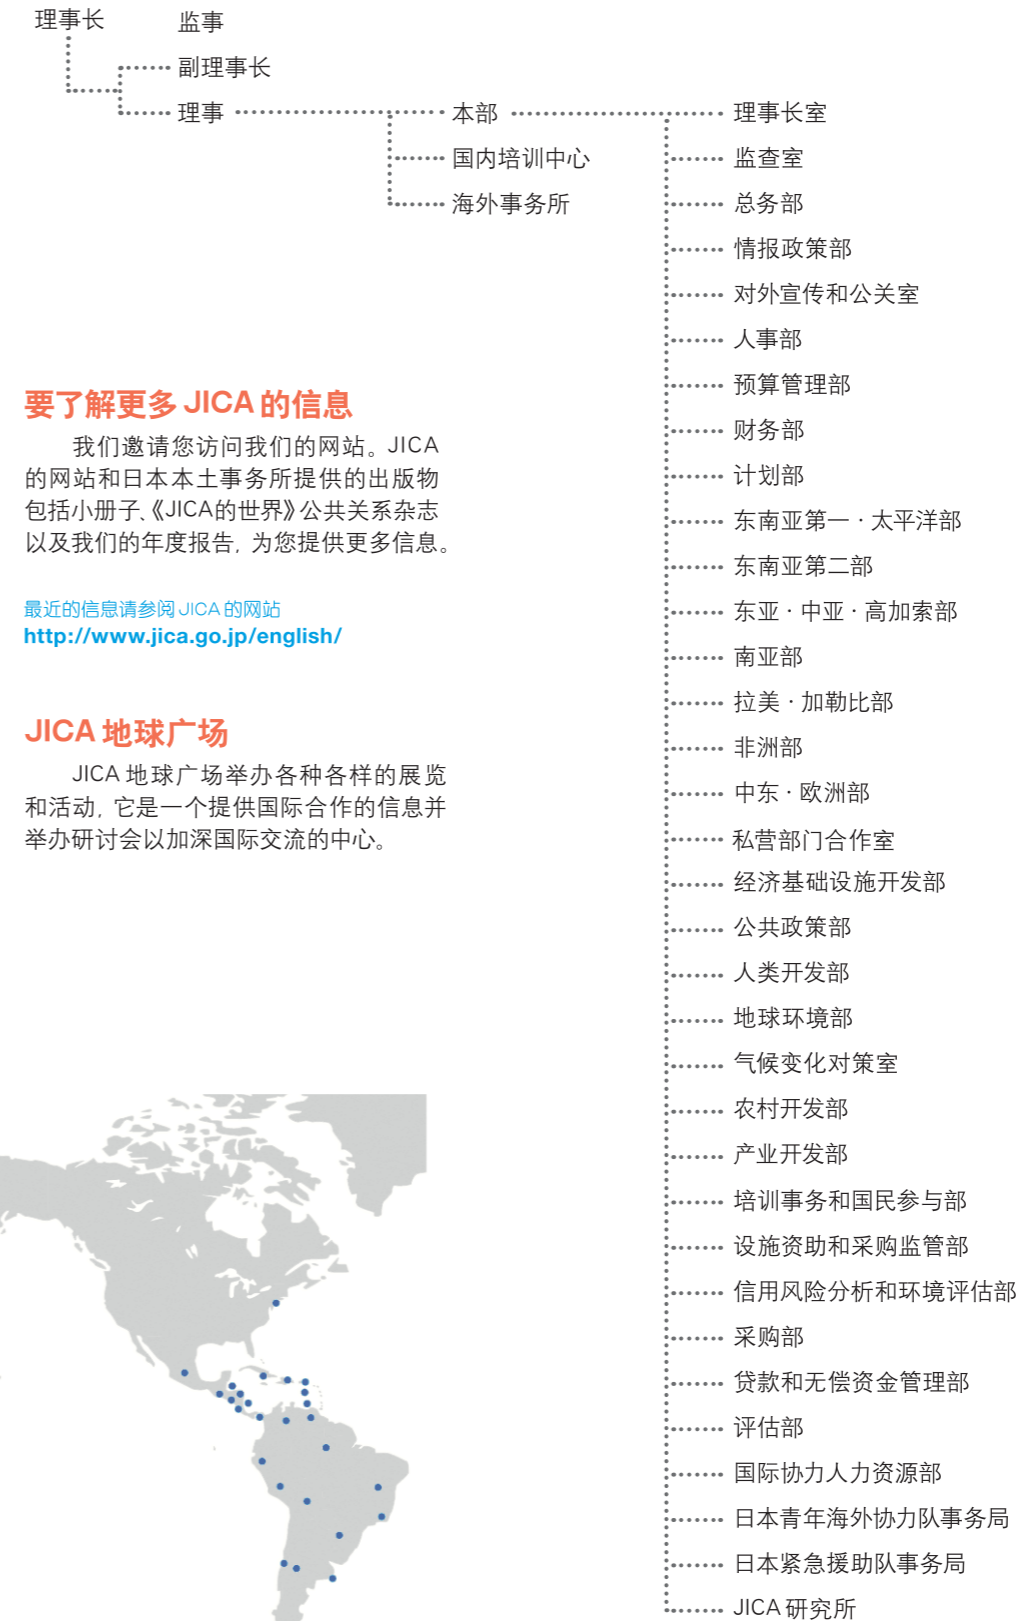 理事长
监事
副理事长
理事
本部
国内培训中心
海外事务所
理事长室
监查室
总务部
情报政策部
对外宣传和公关室
人事部
预算管理部
财务部
计划部
东南亚第一·太平洋部
东南亚第二部
东亚·中亚·高加索部
南亚部
拉美·加勒比部
非洲部
中东·欧洲部
私营部门合作室
经济基础设施开发部
公共政策部
人类开发部
地球环境部
气候变化对策室
农村开发部
产业开发部
培训事务和国民参与部
设施资助和采购监管部
信用风险分析和环境评估部
采购部
贷款和无偿资金管理部
评估部
国际协力人力资源部
日本青年海外协力队事务局
日本紧急援助队事务局
JICA 研究所
要了解更多 JICA 的信息
我们邀请您访问我们的网站。JICA
的网站和日本本土事务所提供的出版物
包括小册子、《JICA的世界》公共关系杂志
以及我们的年度报告, 为您提供更多信息。
最近的信息请参阅 JICA 的网站
http://www.jica.go.jp/english/
JICA 地球广场
JICA 地球广场举办各种各样的展览
和活动, 它是一个提供国际合作的信息并
举办研讨会以加深国际交流的中心。